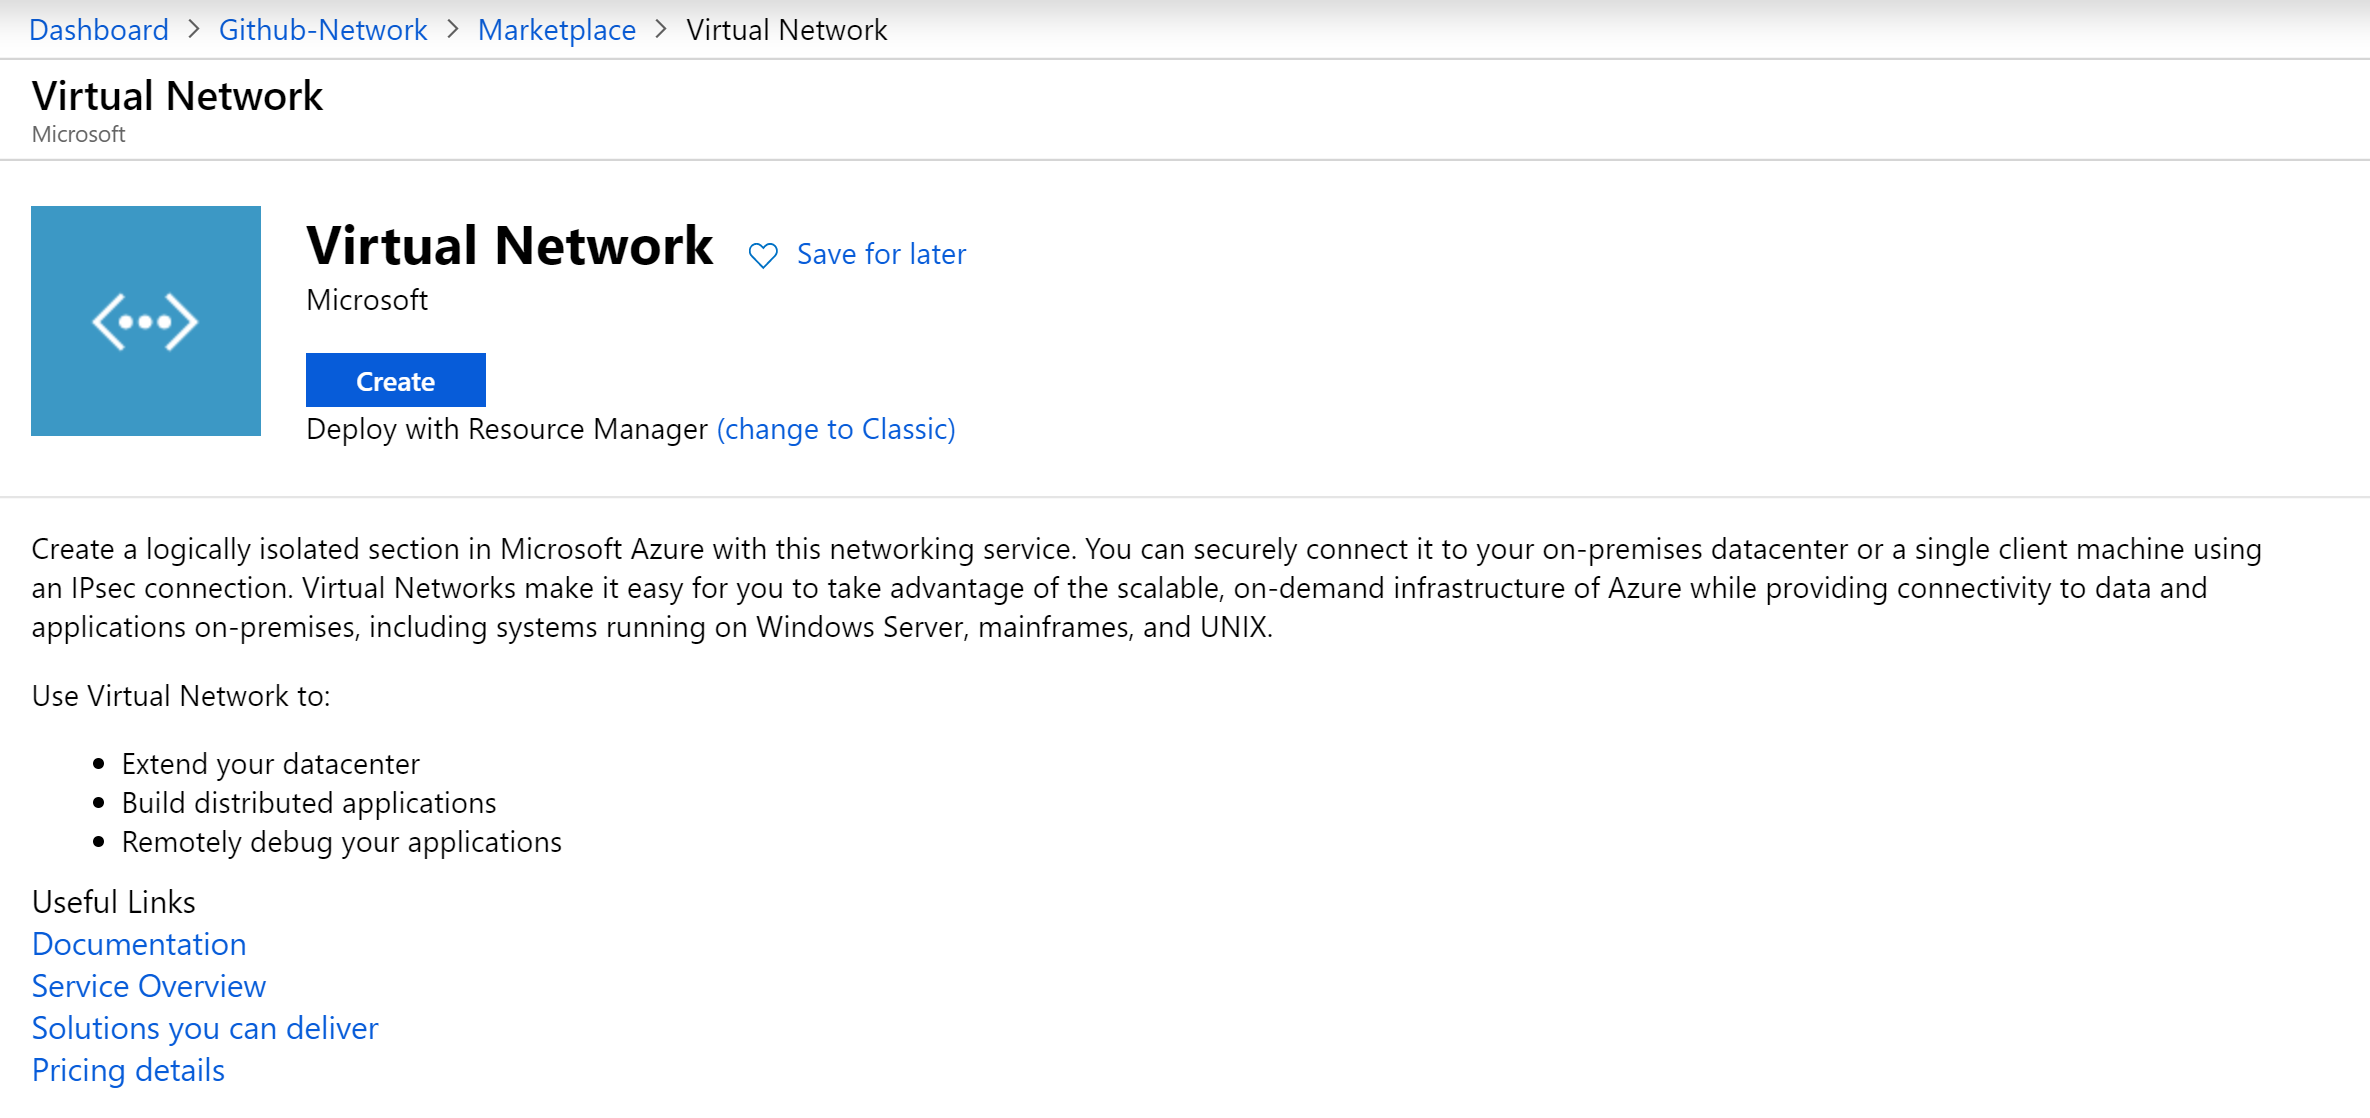 Dashboard > Github-Network > Marketplace > Virtual Network
Virtual Network
Microsoft
Virtual Network
Save for later
Microsoft
Create
Deploy with Resource Manager (change to Classic)
Create a logically isolated section in Microsoft Azure with this networking service. You can securely connect it to your on-premises datacenter or a single client machine using
an IPsec connection. Virtual Networks make it easy for you to take advantage of the scalable, on-demand infrastructure of Azure while providing connectivity to data and
applications on-premises, including systems running on Windows Server, mainframes, and UNIX.
Use Virtual Network to:
• Extend your datacenter
• Build distributed applications
• Remotely debug your applications
Useful Links
Documentation
Service Overview
Solutions you can deliver
Pricing details